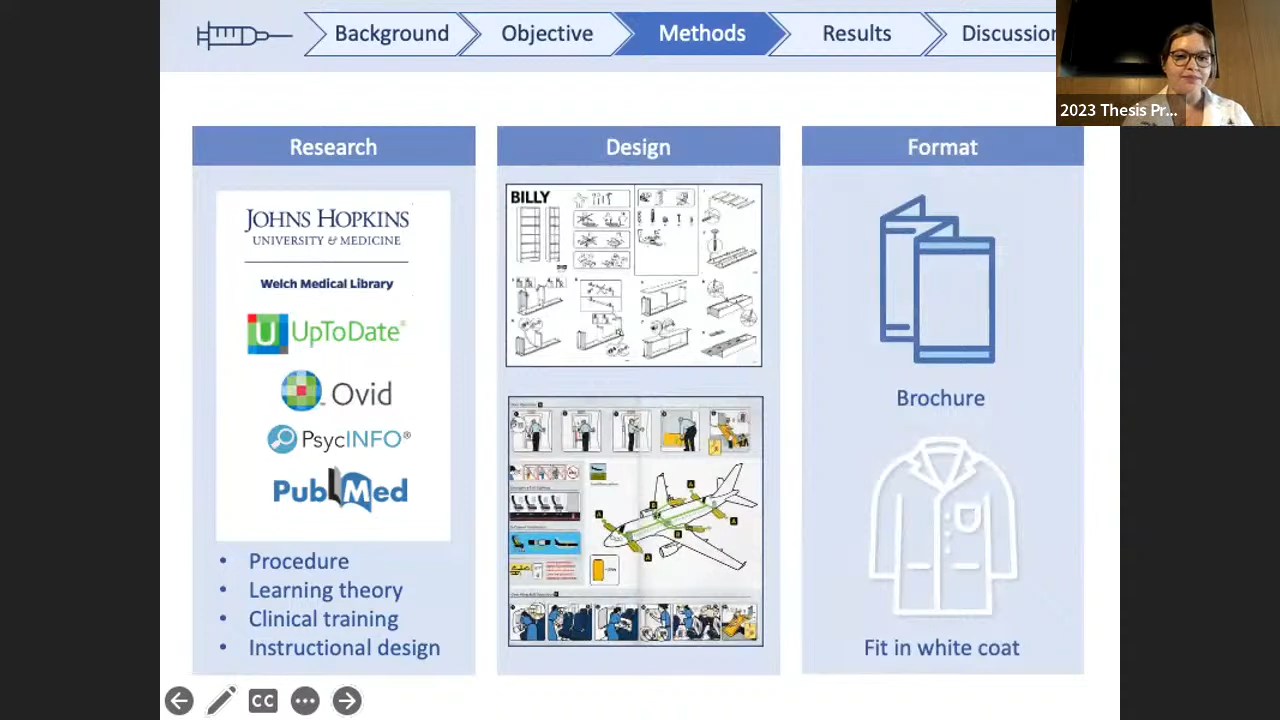 Background
Objective
Methods
Results
Discussion
2023 Thesis Pr...
Research
Design
Format
JOHNS HOPKINS
UNIVERSITY & MEDICINE
Welch Medical Library
UpToDate®
Ovid
PsycINFO®
PubMed
• Procedure
• Learning theory
• Clinical training
• Instructional design
BILLY
A
A
A
A
B
B
Brochure
Fit in white coat
CC